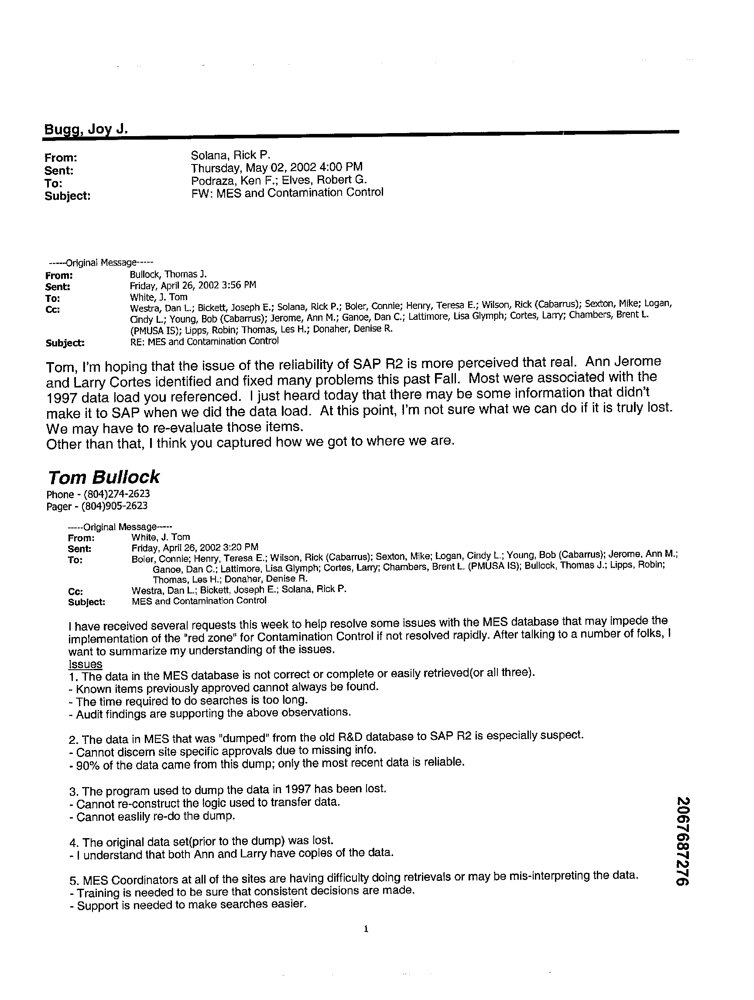 Bugg, Joy J.
From: Solana, Rick P.
Sent: Thursday, May 02, 2002 4:00 PM
To: Podraza, Ken F.; Elves, Robert G.
Subject: FW: MES and Contamination Control
-----Original Message-----
From: Bullock, Thomas J.
Sent: Friday, April 26, 2002 3:56 PM
To: White, J. Tom
Cc: Westra, Dan L.; Bickett, Joseph E.; Solana, Rick P.; Boler, Connie; Henry, Teresa E.; Wilson, Rick (Cabarrus); Sexton, Mike; Logan,
Cindy L.; Young, Bob (Cabarrus); Jerome, Ann M.; Ganoe, Dan C.; Lattimore, Lisa Glymph; Cortes, Larry; Chambers, Brent L.
(PMUSA IS); Lipps, Robin; Thomas, Les H.; Donaher, Denise R.
Subject: RE: MES and Contamination Control
Tom, I'm hoping that the issue of the reliability of SAP R2 is more perceived that real. Ann Jerome
and Larry Cortes identified and fixed many problems this past Fall. Most were associated with the
1997 data load you referenced. I just heard today that there may be some information that didn't
make it to SAP when we did the data load. At this point, I'm not sure what we can do if it is truly lost.
We may have to re-evaluate those items.
Other than that, I think you captured how we got to where we are.
Tom Bullock
Phone - (804)274-2623
Pager - (804)905-2623
-----Original Message-----
From: White, J. Tom
Sent: Friday, April 26, 2002 3:20 PM
To: Boler, Connie; Henry, Teresa E.; Wilson, Rick (Cabarrus); Sexton, Mike; Logan, Cindy L.; Young, Bob (Cabarrus); Jerome, Ann M.;
Ganoe, Dan C.; Lattimore, Lisa Glymph; Cortes, Larry; Chambers, Brent L. (PMUSA IS); Bullock, Thomas J.; Lipps, Robin;
Thomas, Les H.; Donaher, Denise R.
Cc: Westra, Dan L.; Bickett, Joseph E.; Solana, Rick P.
Subject: MES and Contamination Control
I have received several requests this week to help resolve some issues with the MES database that may impede the
implementation of the "red zone" for Contamination Control if not resolved rapidly. After talking to a number of folks, I
want to summarize my understanding of the issues.
Issues
1. The data in the MES database is not correct or complete or easily retrieved(or all three).
- Known items previously approved cannot always be found.
- The time required to do searches is too long.
- Audit findings are supporting the above observations.
2. The data in MES that was "dumped" from the old R&D database to SAP R2 is especially suspect.
- Cannot discern site specific approvals due to missing info.
- 90% of the data came from this dump; only the most recent data is reliable.
3. The program used to dump the data in 1997 has been lost.
- Cannot re-construct the logic used to transfer data.
- Cannot easlily re-do the dump.
4. The original data set(prior to the dump) was lost.
- I understand that both Ann and Larry have copies of the data.
5. MES Coordinators at all of the sites are having difficulty doing retrievals or may be mis-interpreting the data.
- Training is needed to be sure that consistent decisions are made.
- Support is needed to make searches easier.
1
2067687276